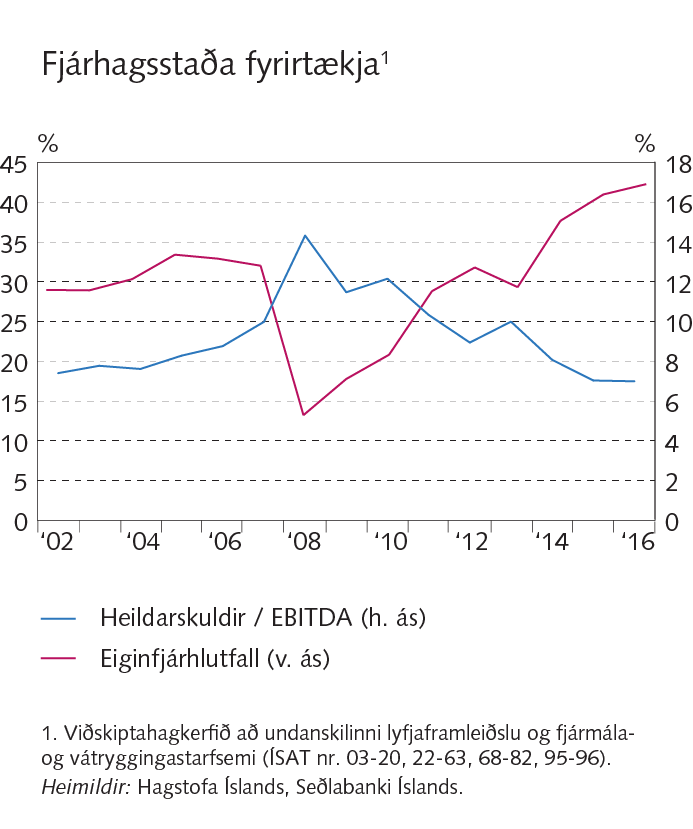 Fjárhagsstaða fyrirtækja¹
% %
45 18
40 16
35 14
30 12
25 10
20 8
15 6
10 4
5 2
0 0
‘02 ‘04 ‘06 ‘08 ‘10 ‘12 ‘14 ‘16
Heildarskuldir / EBITDA (h. ás)
Eiginfjárhlutfall (v. ás)
1. Viðskiptahagkerfið að undanskilinni lyfjaframleiðslu og fjármála-
og vátryggingastarfsemi (ÍSAT nr. 03-20, 22-63, 68-82, 95-96).
Heimildir: Hagstofa Íslands, Seðlabanki Íslands.